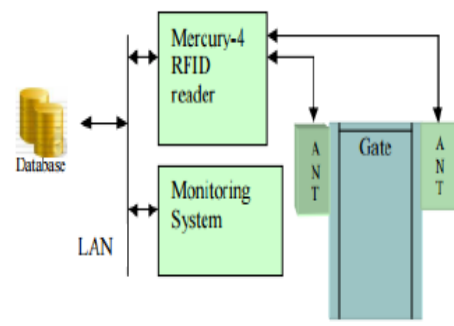 Mercury-4
RFID
reader
Database
Monitoring
System
LAN
A
N
T
Gate
A
N
T